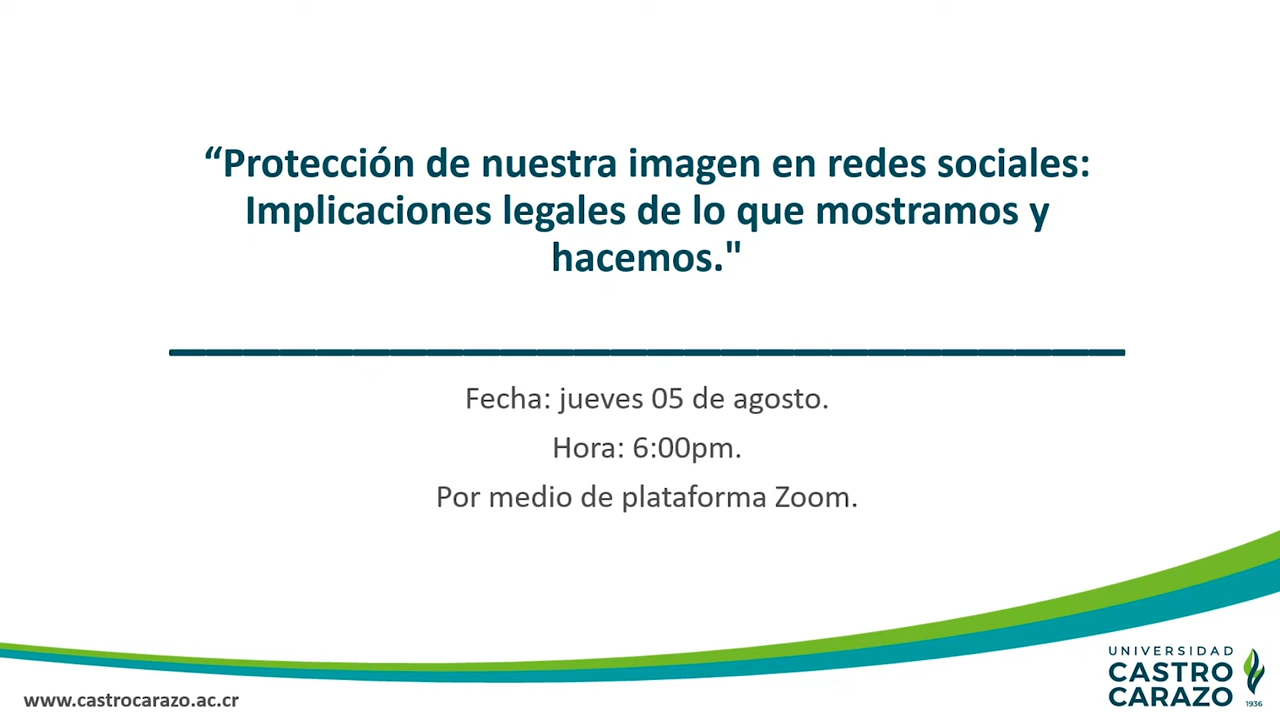 “Protección de nuestra imagen en redes sociales:
Implicaciones legales de lo que mostramos y
hacemos."
Fecha: jueves 05 de agosto.
Hora: 6:00pm.
Por medio de plataforma Zoom.
www.castrocarazo.ac.cr
UNIVERSIDAD
CASTRO
CARAZO
1936